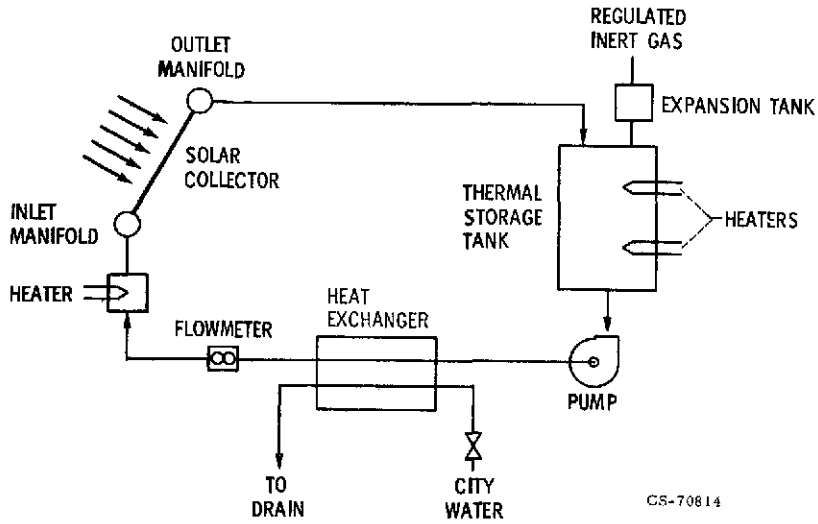 REGULATED
INERT GAS
OUTLET
MANIFOLD
EXPANSION TANK
SOLAR
COLLECTOR
THERMAL
STORAGE
TANK
HEATERS
INLET
MANIFOLD
HEATER
HEAT
EXCHANGER
FLOWMETER
PUMP
TO
DRAIN
CITY
WATER
CS-70814